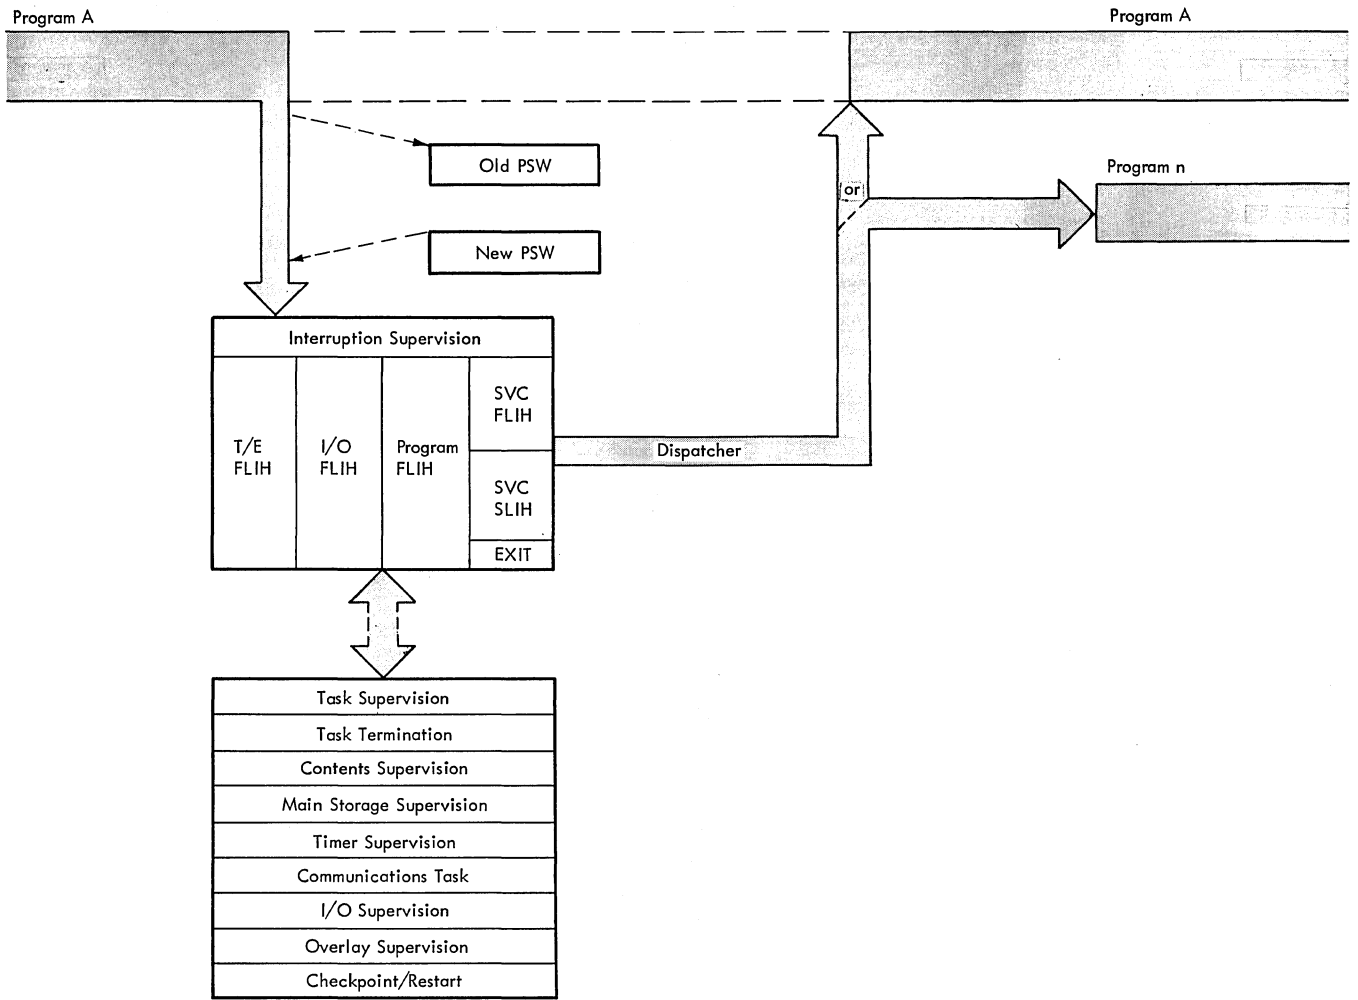 Program A
Program A
Old PSW
or
Program n
New PSW
Interruption Supervision
T/E
FLIH
I/O
FLIH
Program
FLIH
SVC
FLIH
SVC
SLIH
EXIT
Dispatcher
Task Supervision
Task Termination
Contents Supervision
Main Storage Supervision
Timer Supervision
Communications Task
I/O Supervision
Overlay Supervision
Checkpoint/Restart